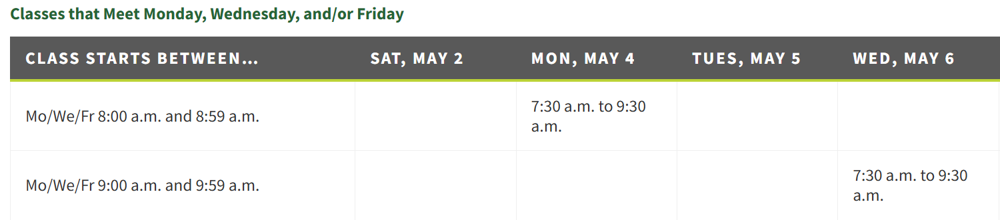 Classes that Meet Monday, Wednesday, and/or Friday
CLASS STARTS BETWEEN...
SAT, MAY 2
MON, MAY 4
TUES, MAY 5
WED, MAY 6
Mo/We/Fr 8:00 a.m. and 8:59 a.m.
7:30 a.m. to 9:30
a.m.
Mo/We/Fr 9:00 a.m. and 9:59 a.m.
7:30 a.m. to 9:30
a.m.